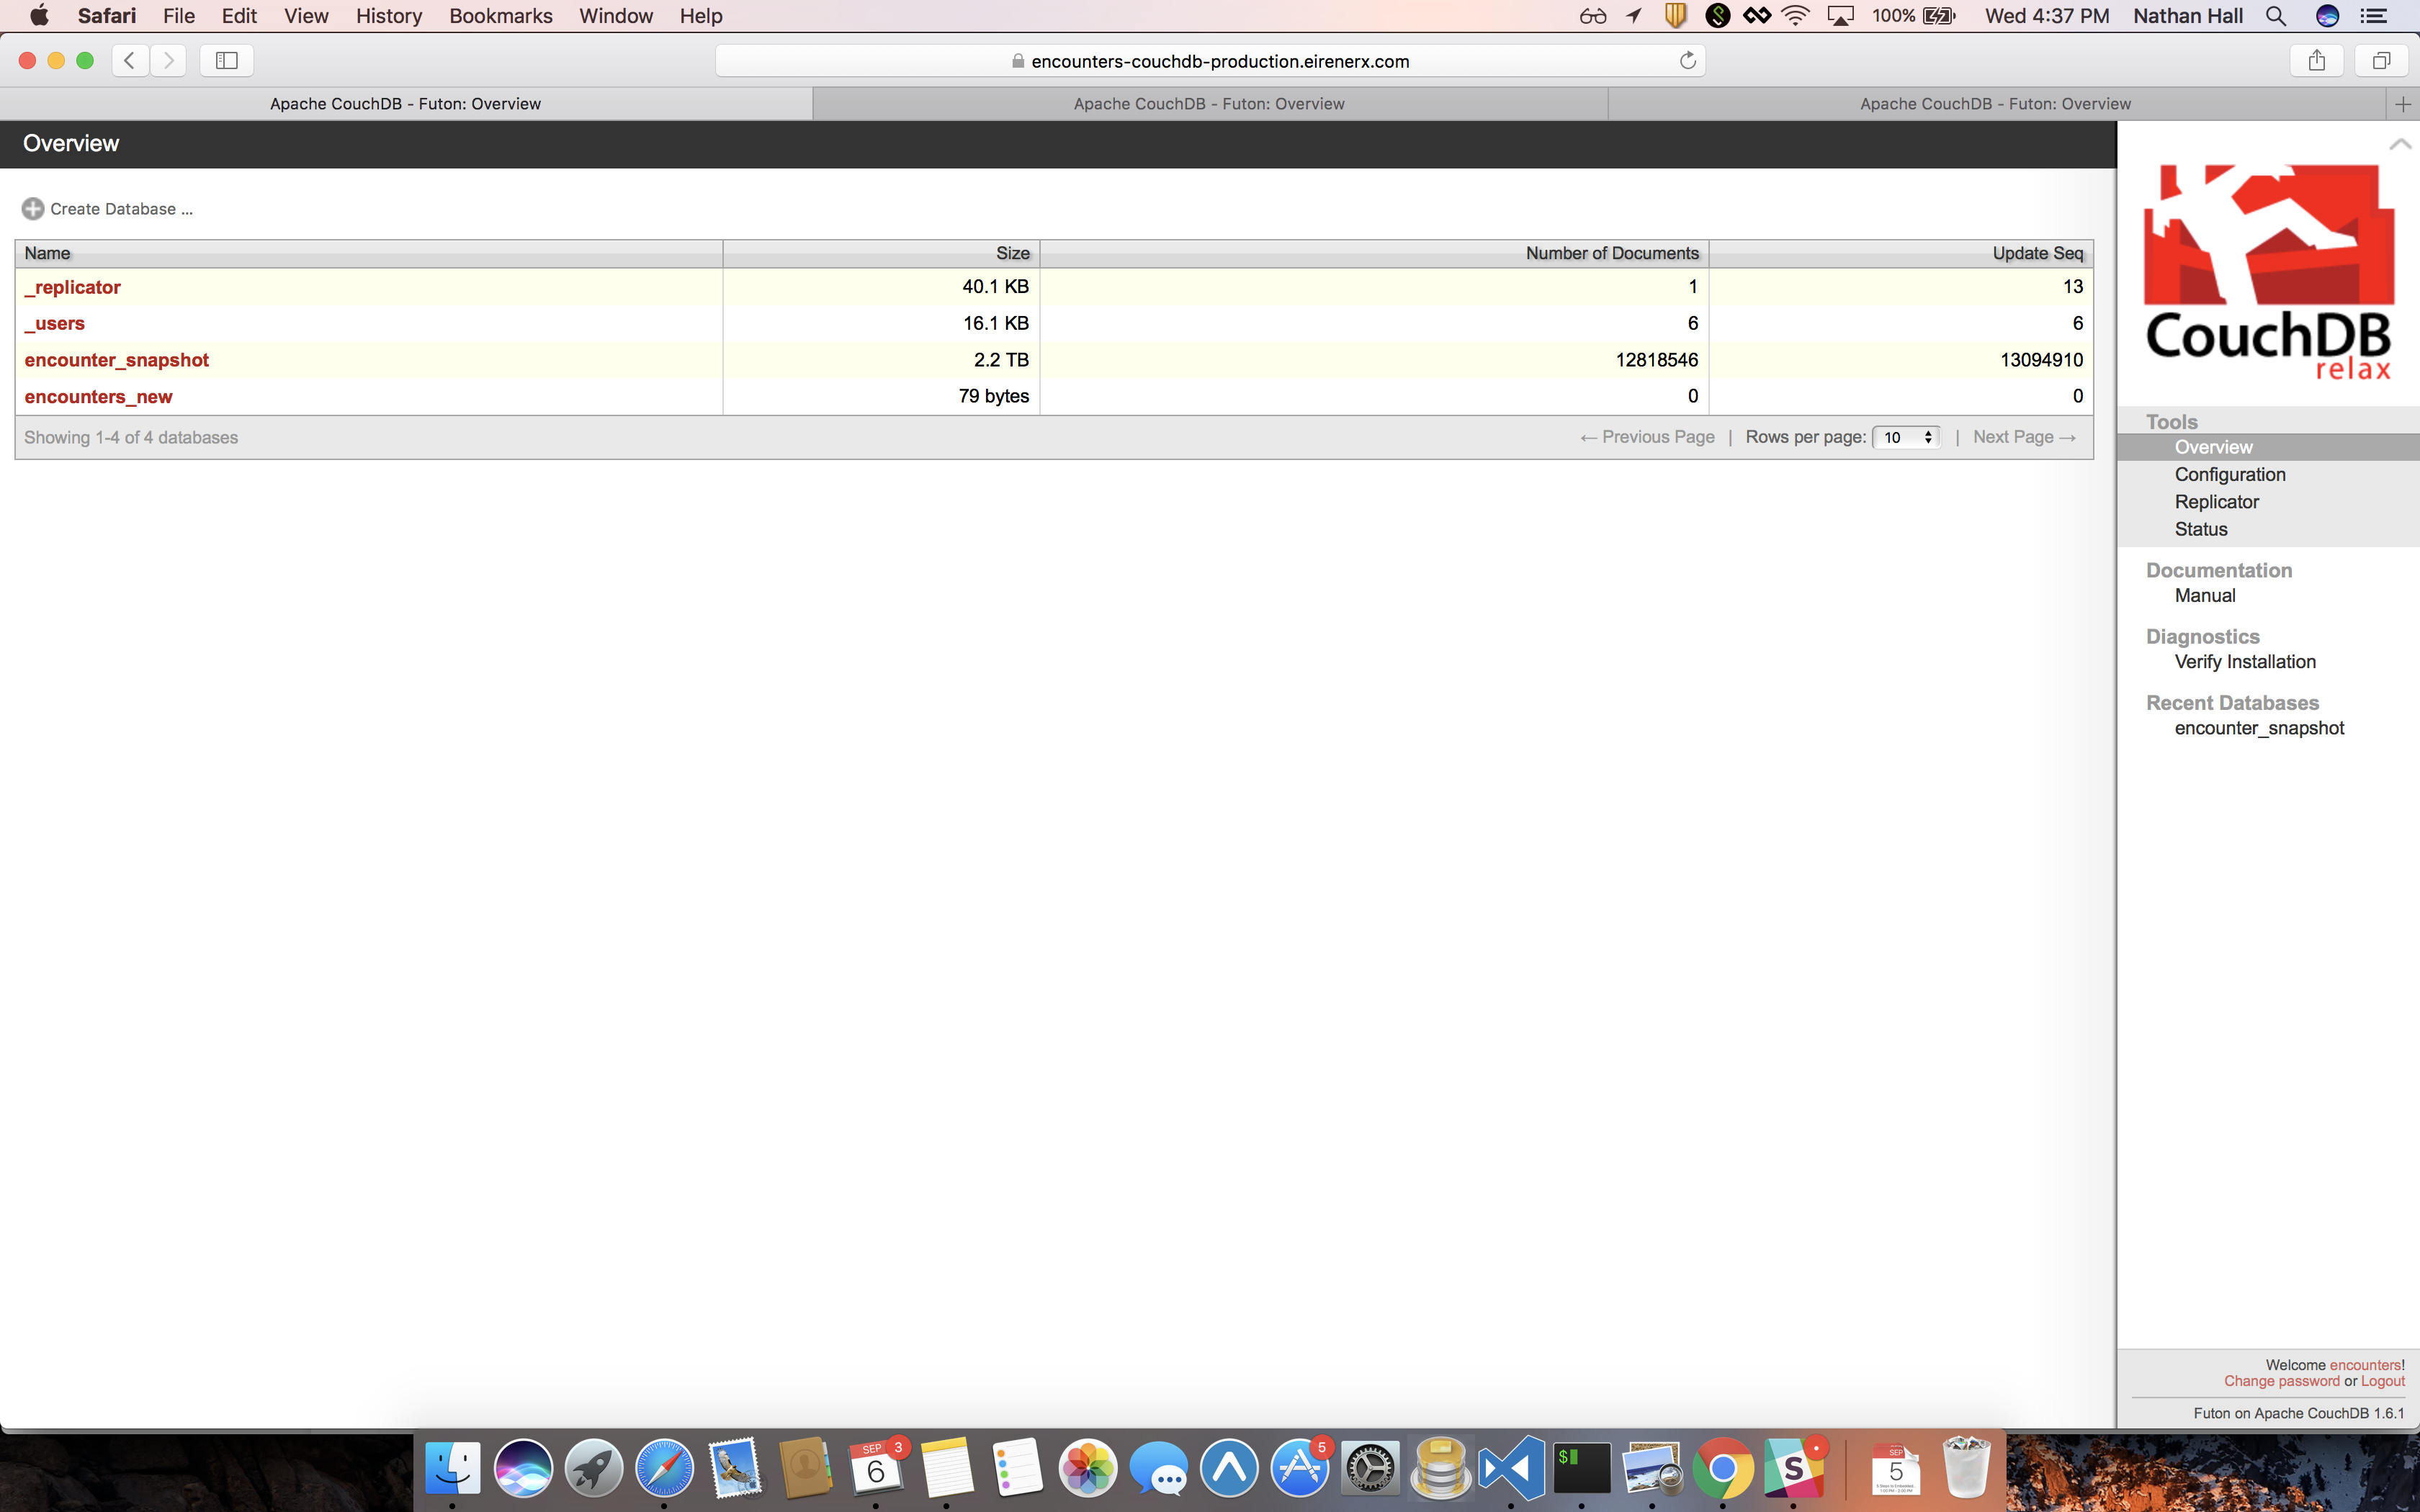 Safari File Edit View History Bookmarks Window Help 100% Wed 4:37 PM Nathan Hall
encounters-couchdb-production.eirenerx.com
Apache CouchDB - Futon: Overview Apache CouchDB - Futon: Overview Apache CouchDB - Futon: Overview
Overview
Create Database ...
Name Size Number of Documents Update Seq
_replicator 40.1 KB 1 13
_users 16.1 KB 6 6
encounter_snapshot 2.2 TB 12818546 13094910
encounters_new 79 bytes 0 0
Showing 1-4 of 4 databases ← Previous Page | Rows per page: 10 | Next Page →
CouchDB
relax
Tools
Overview
Configuration
Replicator
Status
Documentation
Manual
Diagnostics
Verify Installation
Recent Databases
encounter_snapshot
Welcome encounters!
Change password or Logout
Futon on Apache CouchDB 1.6.1
SEP 3
6
5
$
S
SEP
5